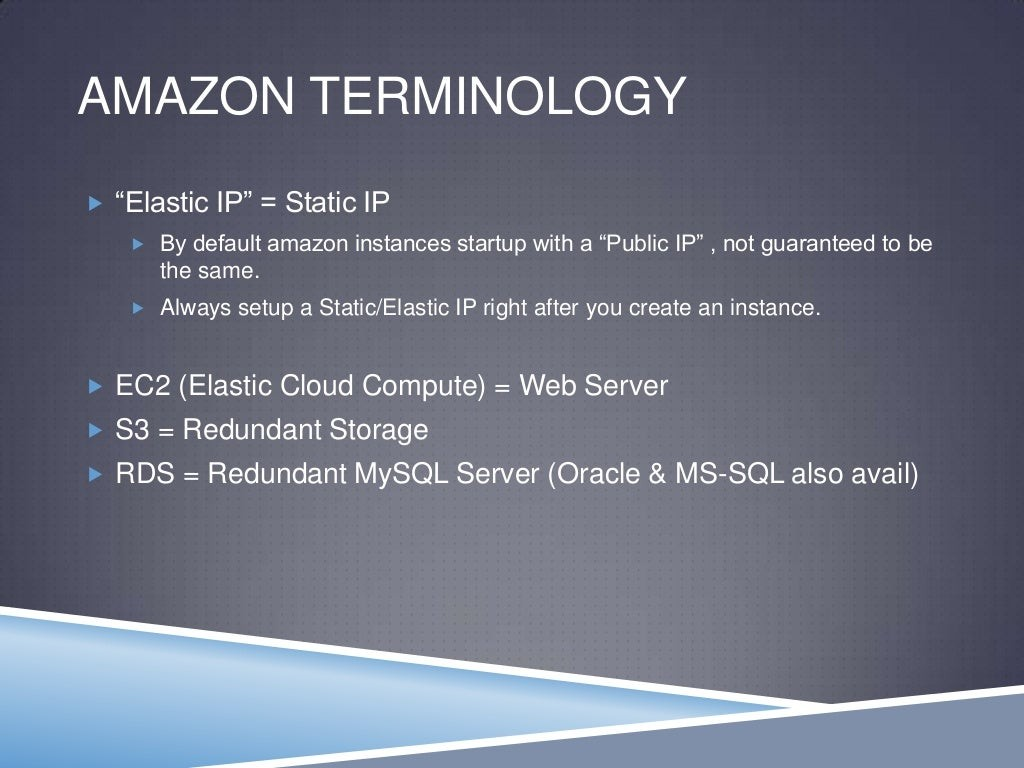 AMAZON TERMINOLOGY
“Elastic IP” = Static IP
By default amazon instances startup with a “Public IP” , not guaranteed to be
the same.
Always setup a Static/Elastic IP right after you create an instance.
EC2 (Elastic Cloud Compute) = Web Server
S3 = Redundant Storage
RDS = Redundant MySQL Server (Oracle & MS-SQL also avail)